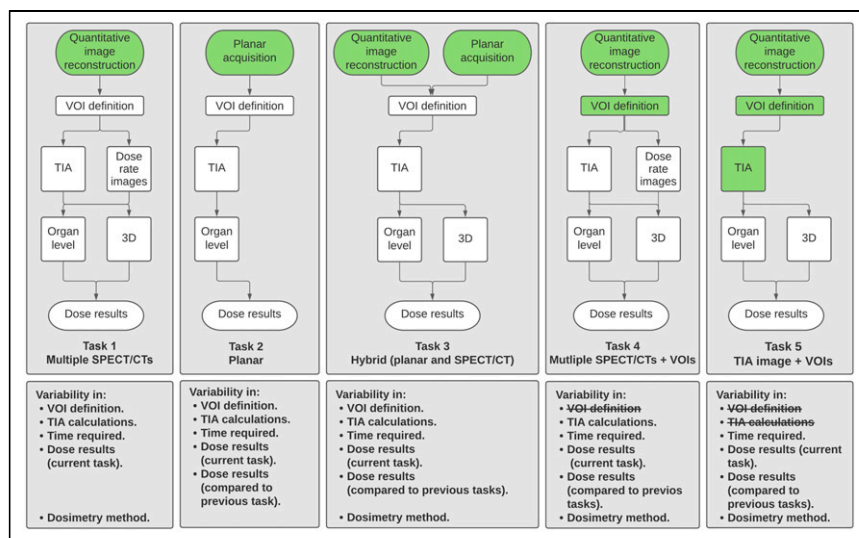 Quantitative
image
reconstruction
VOI definition
TIA
Dose
rate
images
Organ
level
3D
Dose results
Task 1
Multiple SPECT/CTs
Variability in:
• VOI definition.
• TIA calculations.
• Time required.
• Dose results
(current task).
• Dosimetry method.
Planar
acquisition
VOI definition
TIA
Organ
level
Dose results
Task 2
Planar
Variability in:
• VOI definition.
• TIA calculations.
• Time required.
• Dose results
(current task).
• Dose results
(compared to
previous task).
Quantitative
image
reconstruction
Planar
acquisition
VOI definition
TIA
Organ
level
3D
Dose results
Task 3
Hybrid (planar and SPECT/CT)
Variability in:
• VOI definition.
• TIA calculations.
• Time required.
• Dose results
(current task).
• Dose results
(compared to previous tasks).
• Dosimetry method.
Quantitative
image
reconstruction
VOI definition
TIA
Dose
rate
images
Organ
level
3D
Dose results
Task 4
Mutliple SPECT/CTs + VOIs
Variability in:
• VOI definition
• TIA calculations.
• Time required.
• Dose results
(current task).
• Dose results
(compared to previos
tasks).
• Dosimetry method.
Quantitative
image
reconstruction
VOI definition
TIA
Organ
level
3D
Dose results
Task 5
TIA image + VOIs
Variability in:
• VOI definition
• TIA calculations
• Time required.
• Dose results (current
task).
• Dose results
(compared to
previous tasks).
• Dosimetry method.